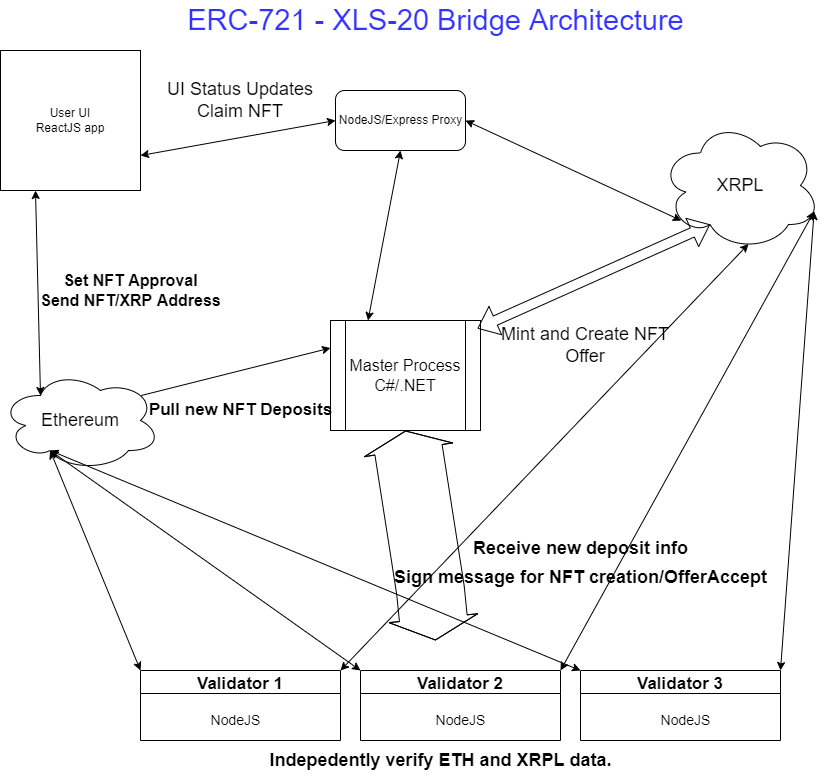 ERC-721 - XLS-20 Bridge Architecture
User UI
ReactJS app
UI Status Updates
Claim NFT
NodeJS/Express Proxy
XRPL
Set NFT Approval
Send NFT/XRP Address
Mint and Create NFT
Offer
Master Process
C#/.NET
Ethereum
Pull new NFT Deposits
Receive new deposit info
Sign message for NFT creation/OfferAccept
Validator 1
NodeJS
Validator 2
NodeJS
Validator 3
NodeJS
Indepedently verify ETH and XRPL data.